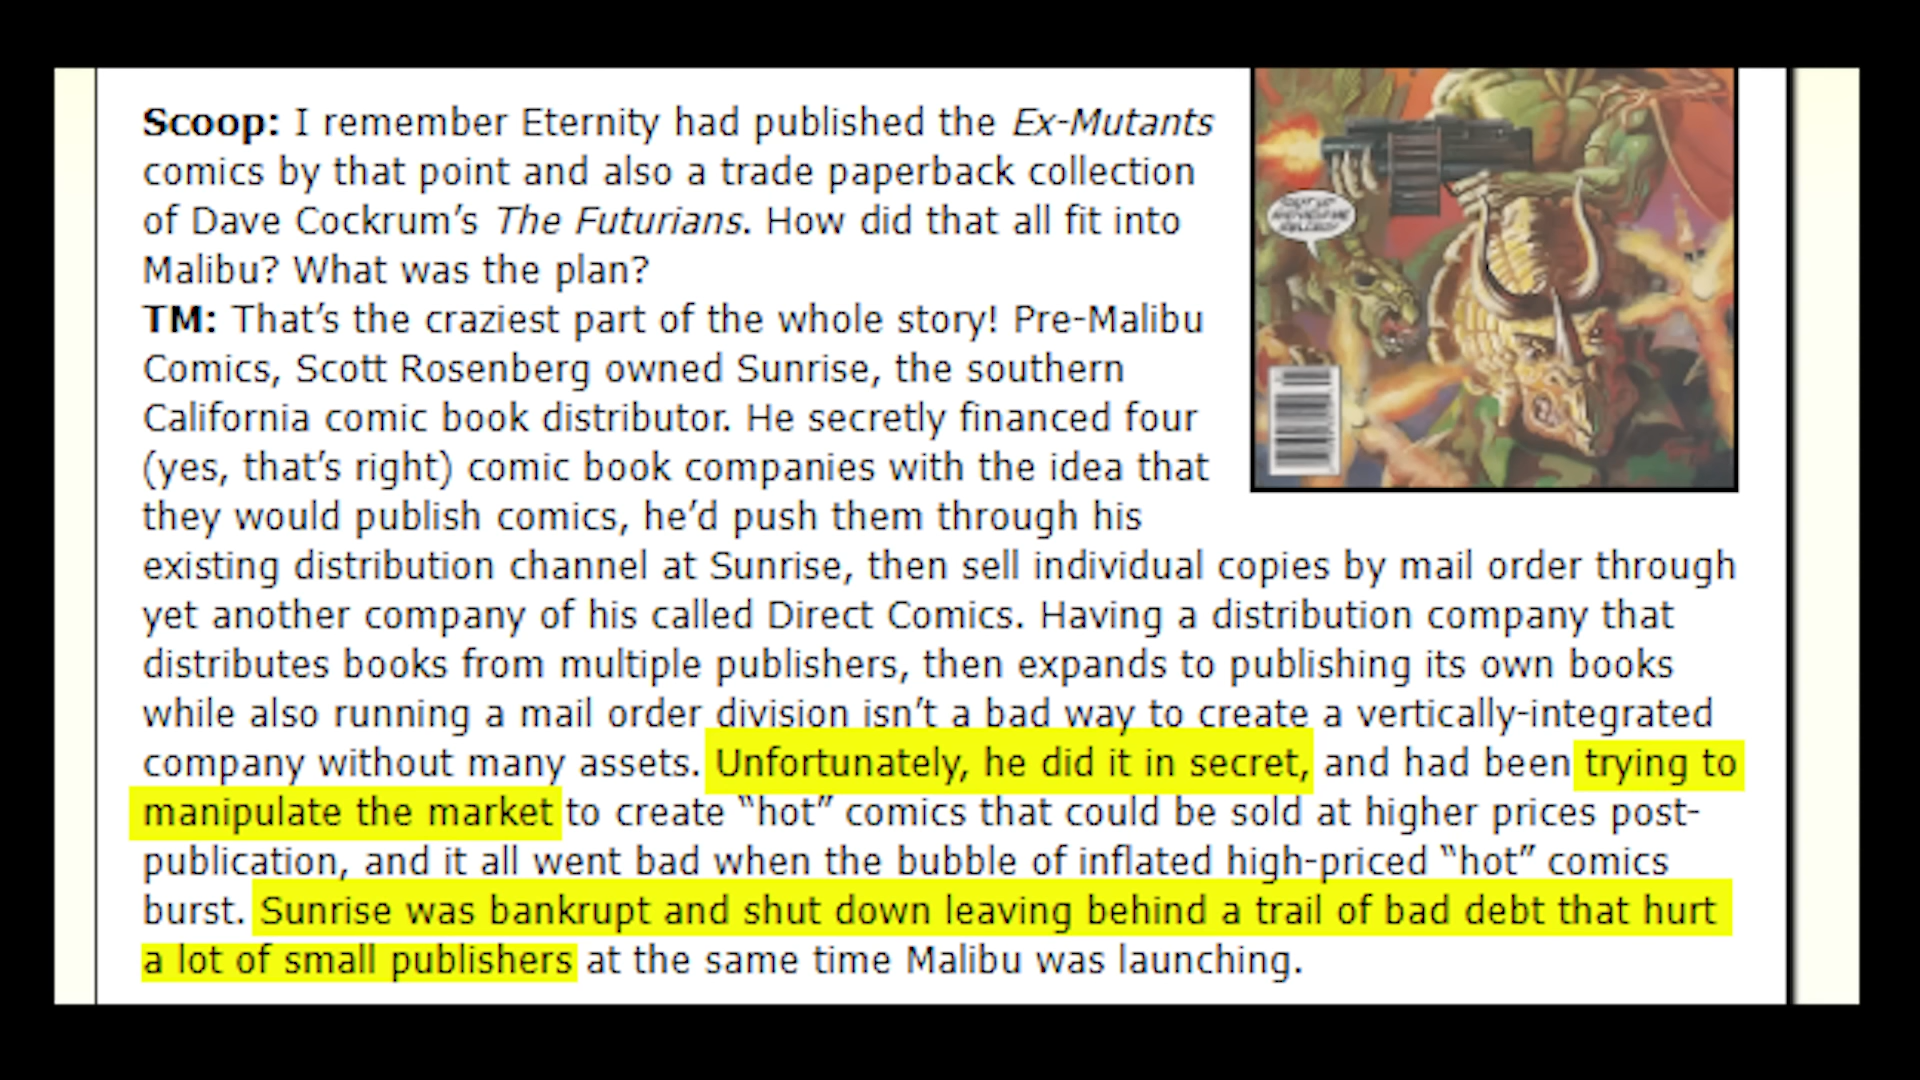 Scoop: I remember Eternity had published the Ex-Mutants
comics by that point and also a trade paperback collection
of Dave Cockrum’s The Futurians. How did that all fit into
Malibu? What was the plan?
TM: That’s the craziest part of the whole story! Pre-Malibu
Comics, Scott Rosenberg owned Sunrise, the southern
California comic book distributor. He secretly financed four
(yes, that’s right) comic book companies with the idea that
they would publish comics, he’d push them through his
existing distribution channel at Sunrise, then sell individual copies by mail order through
yet another company of his called Direct Comics. Having a distribution company that
distributes books from multiple publishers, then expands to publishing its own books
while also running a mail order division isn’t a bad way to create a vertically-integrated
company without many assets. Unfortunately, he did it in secret, and had been trying to
manipulate the market to create “hot” comics that could be sold at higher prices post-
publication, and it all went bad when the bubble of inflated high-priced “hot” comics
burst. Sunrise was bankrupt and shut down leaving behind a trail of bad debt that hurt
a lot of small publishers at the same time Malibu was launching.